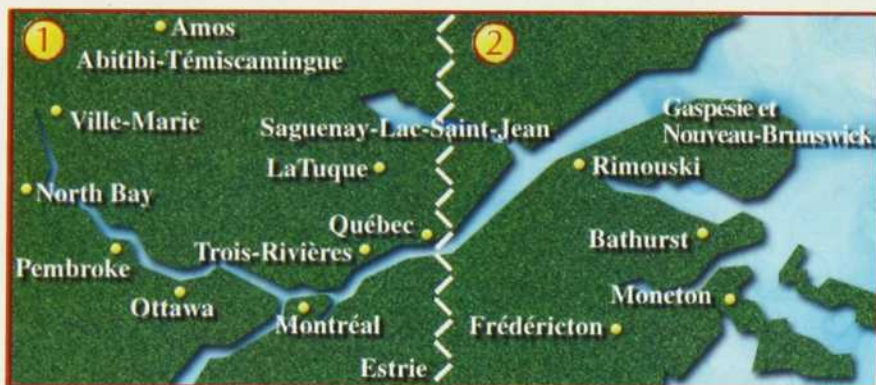 1
Amos
Abitibi-Témiscamingue
Ville-Marie
Saguenay-Lac-Saint-Jean
LaTuque
North Bay
Québec
Trois-Rivières
Pembroke
Ottawa
Montréal
Estrie
2
Gaspésie et
Nouveau-Brunswick
Rimouski
Bathurst
Moncton
Frédéricton